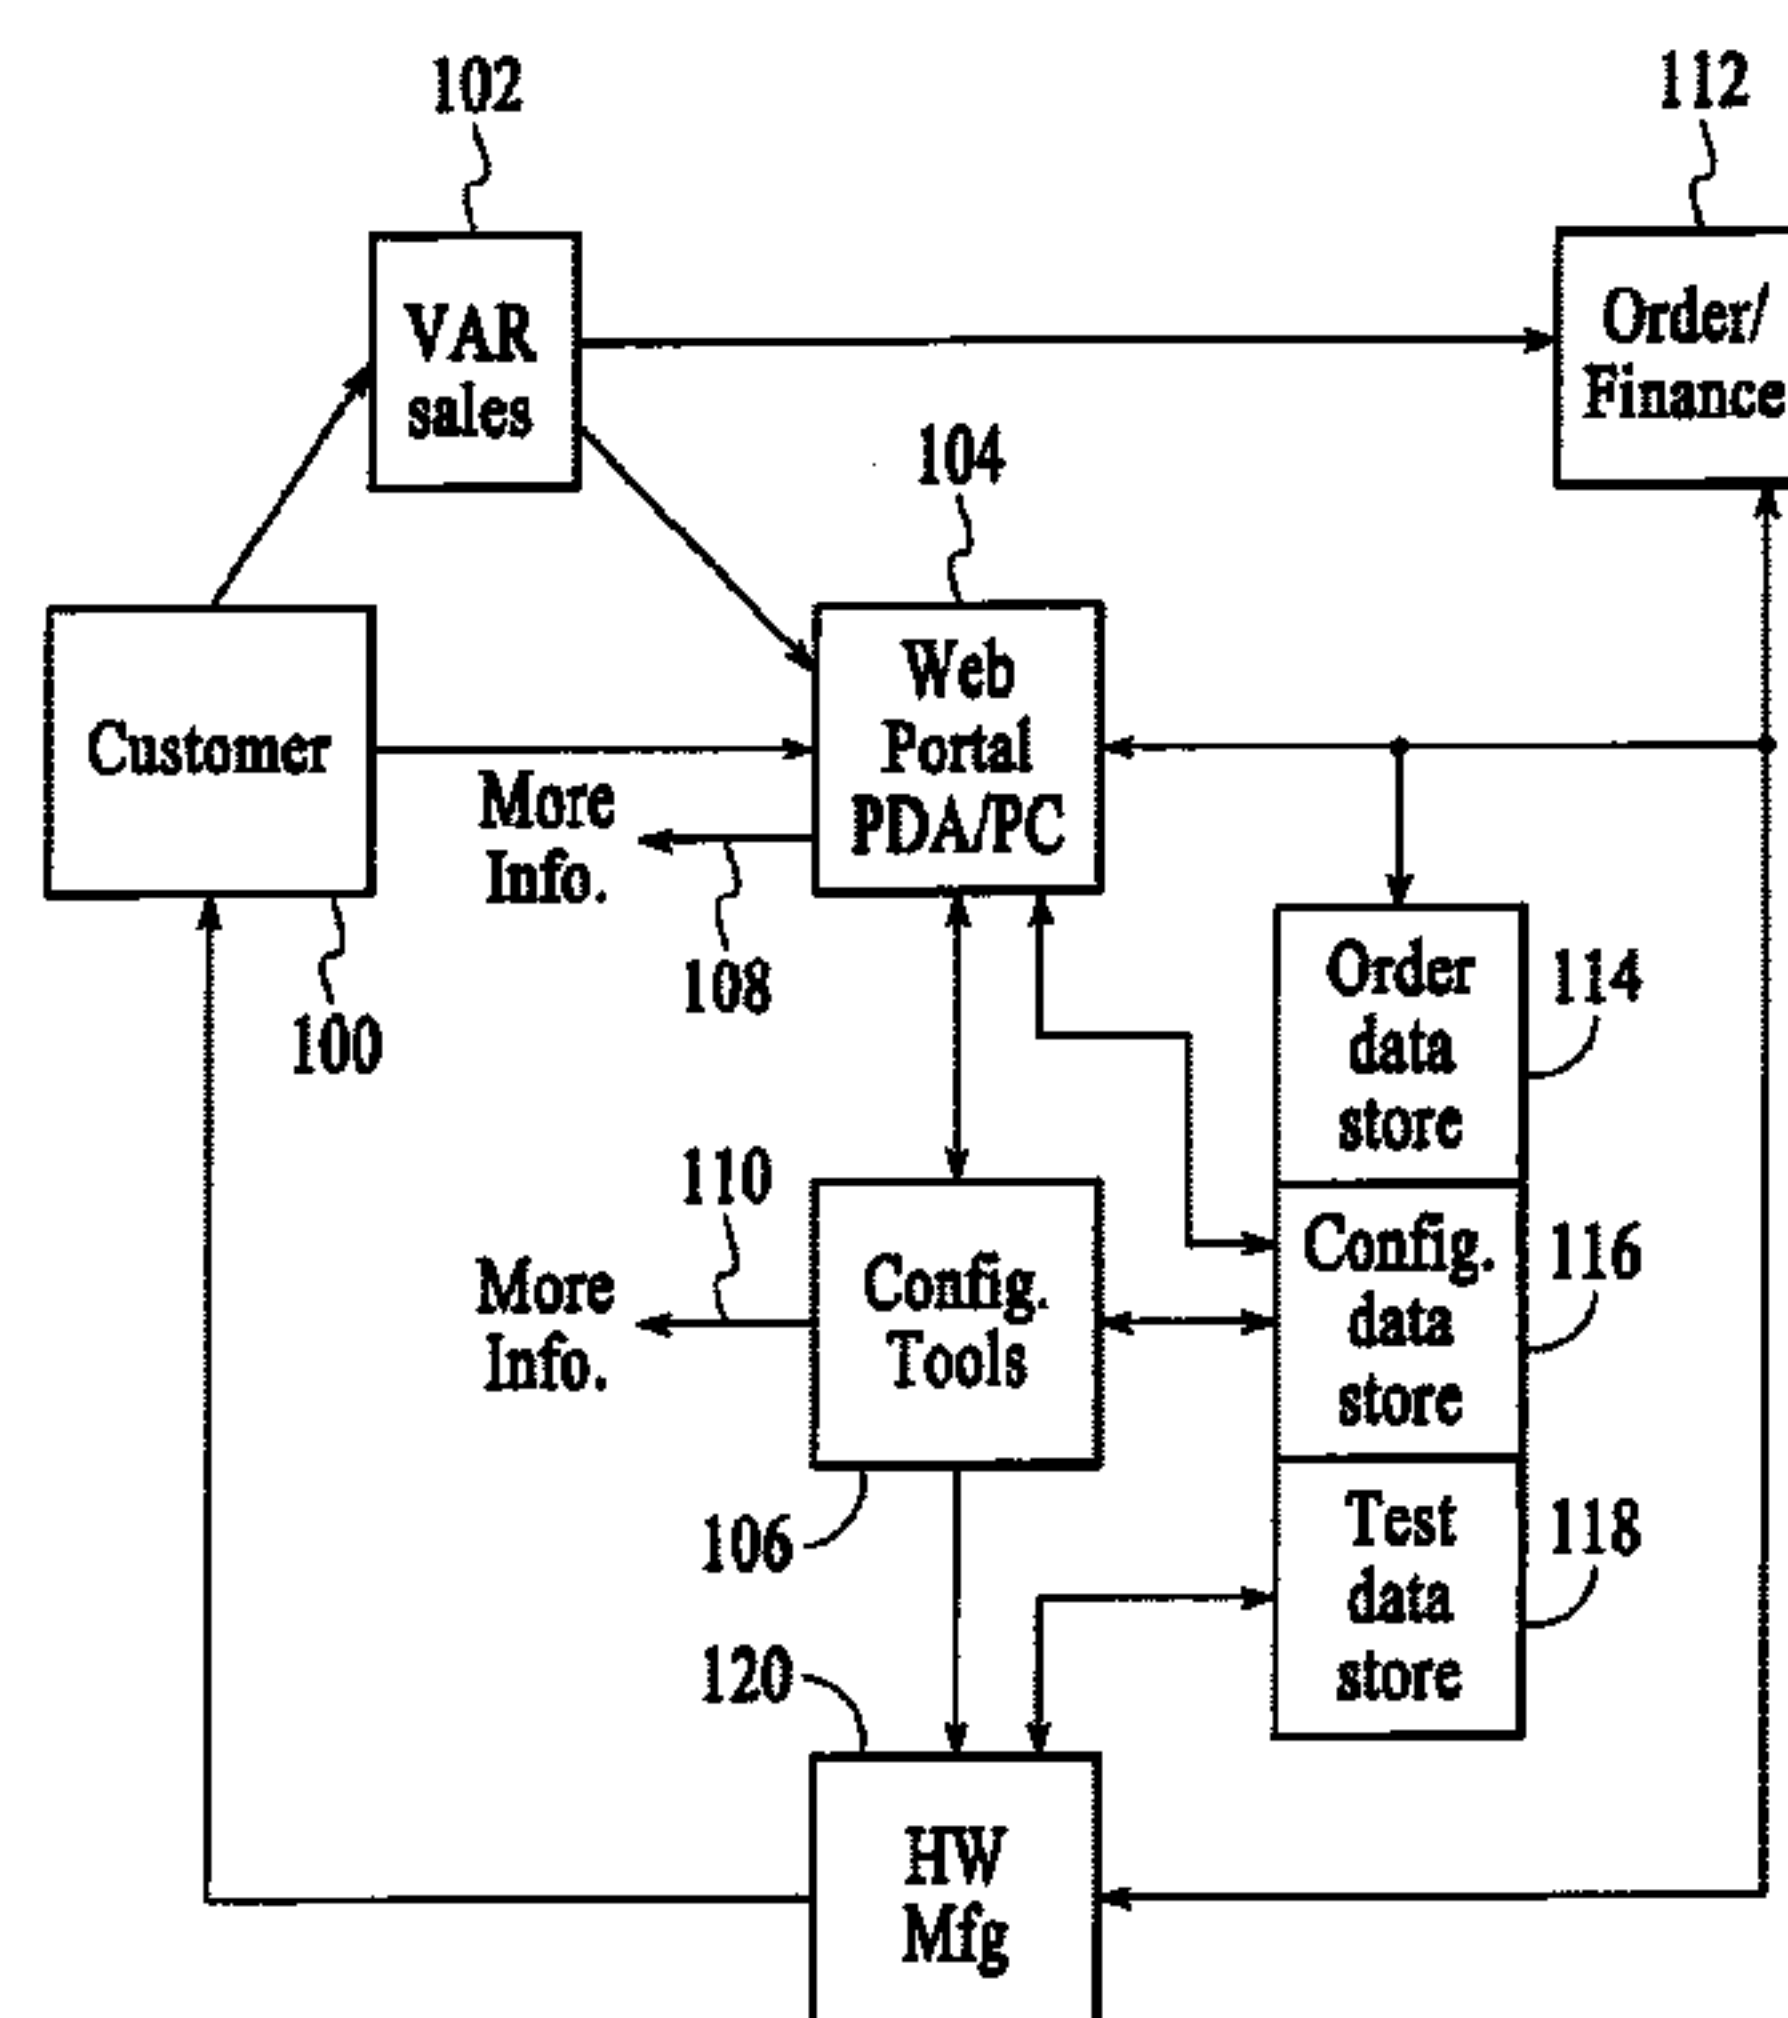 102
112
VAR
sales
Order/
Finance
104
Web
Portal
PDA/PC
Customer
More
Info.
108
100
Order
data
store
114
110
More
Info.
Config.
Tools
Config.
data
store
116
106
Test
data
store
118
120
HW
Mfg